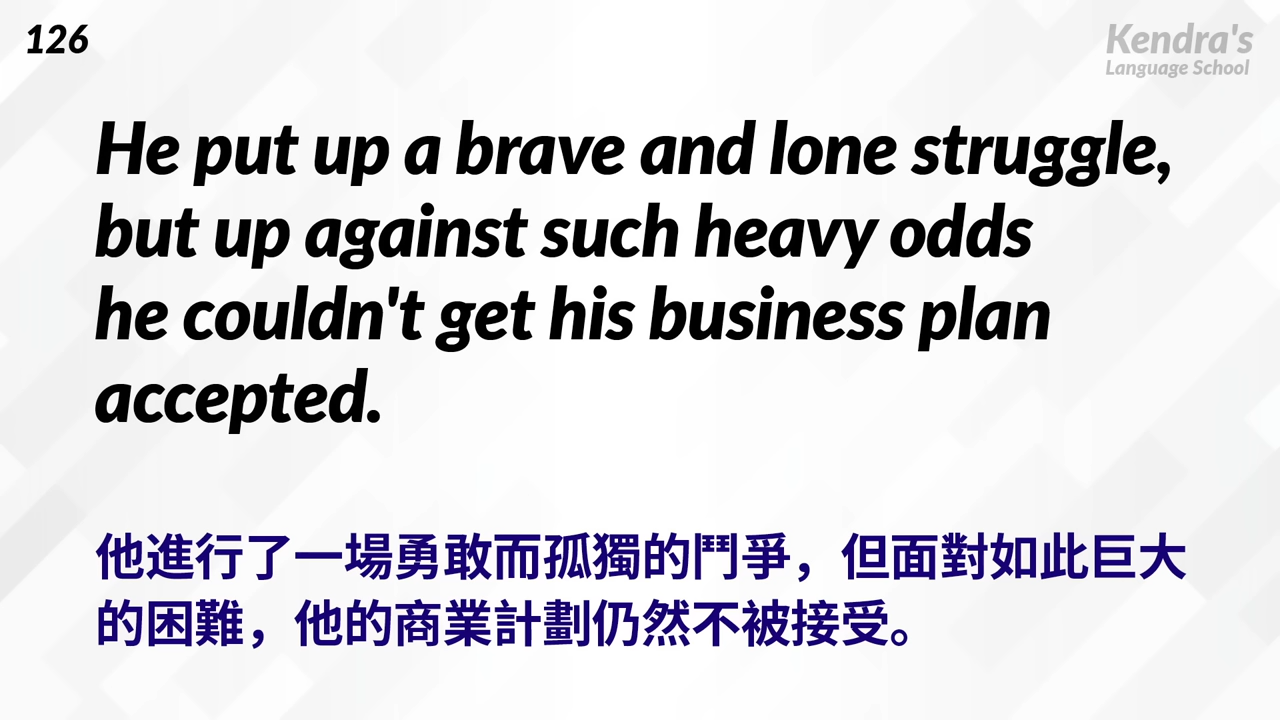 126
Kendra's
Language School
He put up a brave and lone struggle,
but up against such heavy odds
he couldn't get his business plan
accepted.
他進行了一場勇敢而孤獨的鬥爭，但面對如此巨大
的困難，他的商業計劃仍然不被接受。